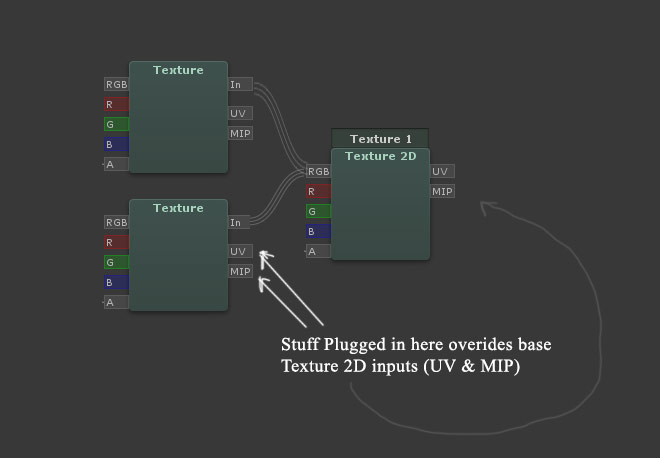 Texture
RGB
In
R
G
UV
B
MIP
A
Texture 1
Texture 2D
RGB
UV
R
MIP
G
B
A
Texture
RGB
In
R
G
UV
B
MIP
A
Stuff Plugged in here overides base
Texture 2D inputs (UV & MIP)